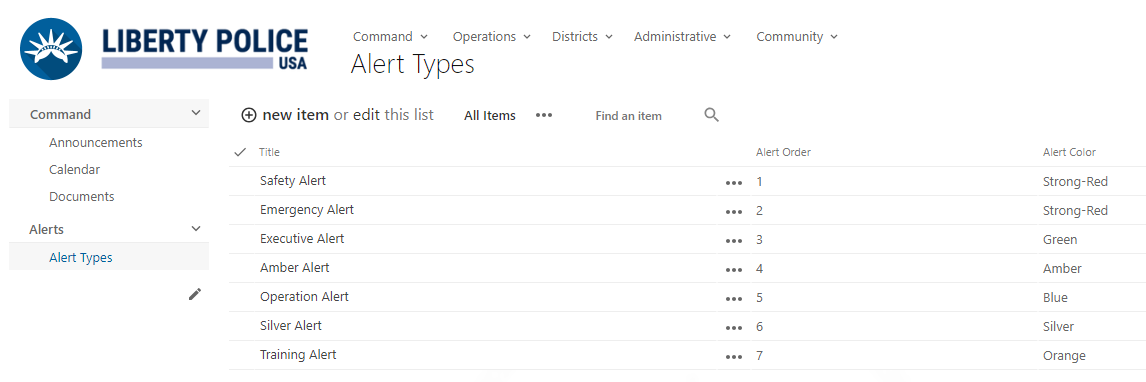 LIBERTY POLICE
USA
Command Operations Districts Administrative Community
Alert Types
Command
Announcements
Calendar
Documents
Alerts
Alert Types
new item or edit this list All Items ••• Find an item
Title Alert Order Alert Color
Safety Alert ••• 1 Strong-Red
Emergency Alert ••• 2 Strong-Red
Executive Alert ••• 3 Green
Amber Alert ••• 4 Amber
Operation Alert ••• 5 Blue
Silver Alert ••• 6 Silver
Training Alert ••• 7 Orange